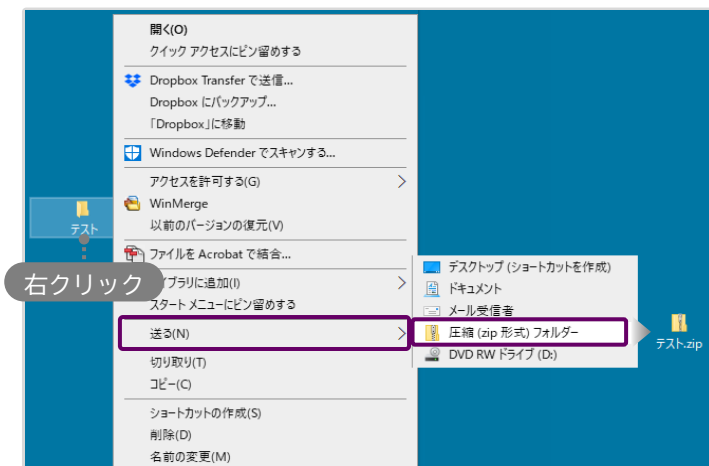 開く(O)
クイック アクセスにピン留めする
Dropbox Transfer で送信...
Dropbox にバックアップ...
「Dropbox」に移動
Windows Defender でスキャンする...
アクセスを許可する(G)
WinMerge
以前のバージョンの復元(V)
ファイルを Acrobat で結合...
イブラリに追加(I)
スタート メニューにピン留めする
送る(N)
切り取り(T)
コピー(C)
ショートカットの作成(S)
削除(D)
名前の変更(M)
テスト
右クリック
デスクトップ (ショートカットを作成)
ドキュメント
メール受信者
圧縮 (zip 形式) フォルダー
DVD RW ドライブ (D:)
テスト.zip